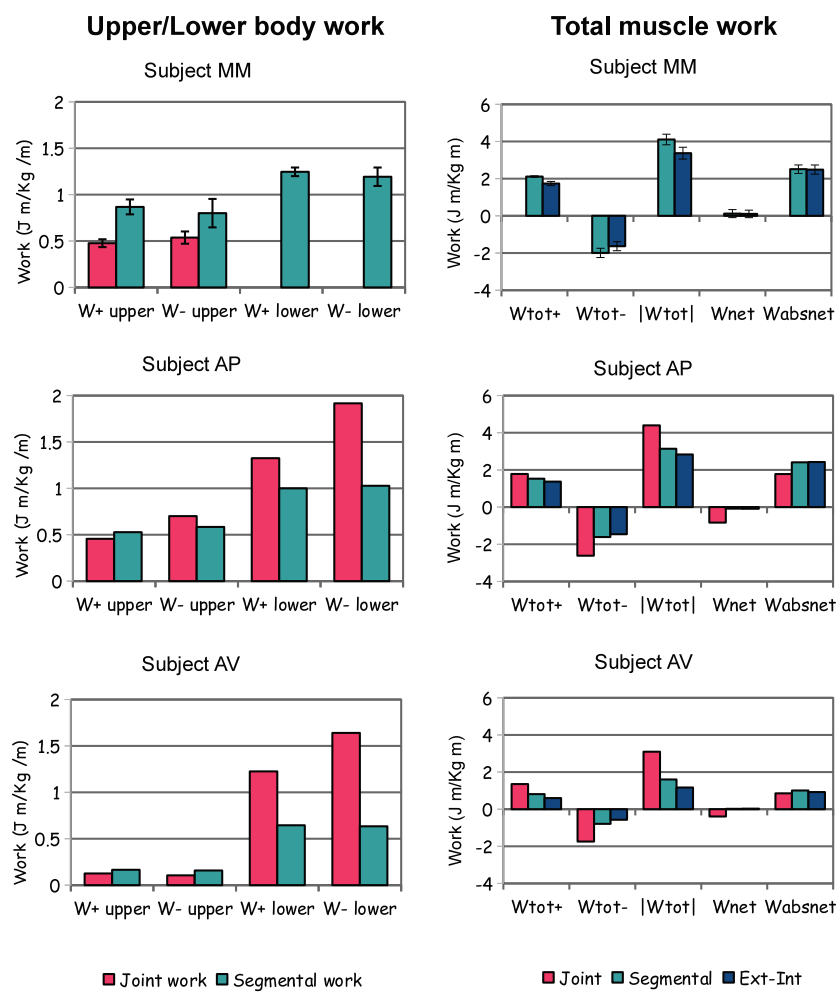 Upper/Lower body work
Total muscle work
Subject MM
Work (J m/Kg /m)
2
1.5
1
0.5
0
W+ upper W- upper W+ lower W- lower
Subject MM
Work (J m/Kg m)
6
4
2
0
-2
-4
Wtot+ Wtot- |Wtot| Wnet Wabsnet
Subject AP
Work (J m/Kg /m)
2
1.5
1
0.5
0
W+ upper W- upper W+ lower W- lower
Subject AP
Work (J m/Kg m)
6
4
2
0
-2
-4
Wtot+ Wtot- |Wtot| Wnet Wabsnet
Subject AV
Work (J m/Kg /m)
2
1.5
1
0.5
0
W+ upper W- upper W+ lower W- lower
Subject AV
Work (J m/Kg m)
6
4
2
0
-2
-4
Wtot+ Wtot- |Wtot| Wnet Wabsnet
Joint work Segmental work
Joint Segmental Ext-Int